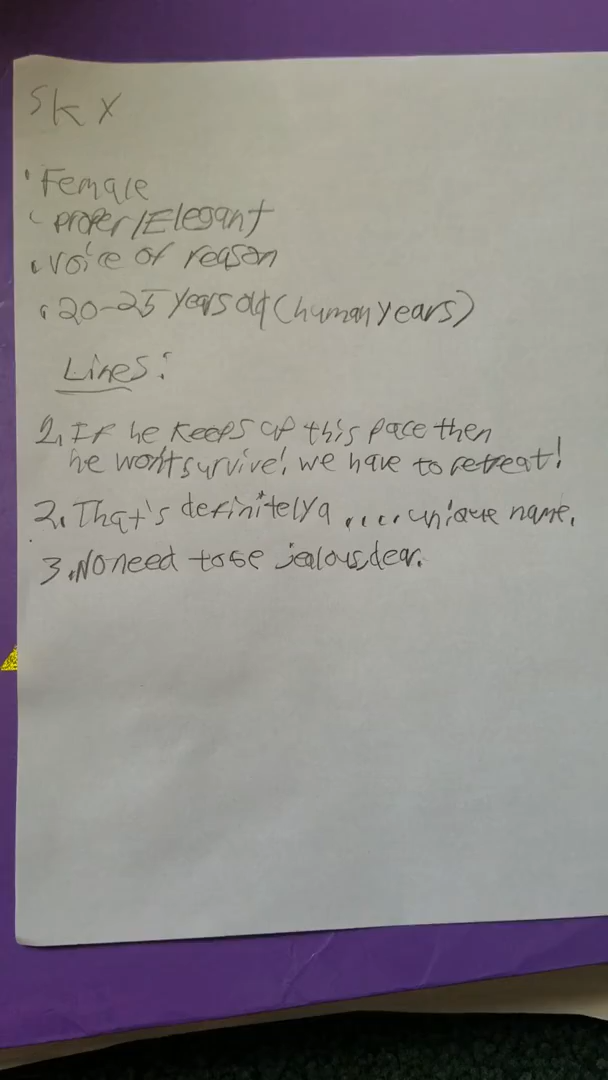 Skx
• Female
• proper/Elegant
• voice of reason
• 20-25 years old (human years)
Lines:
1. If he keeps up this pace then
he won't survive! we have to retreat!
2. That's definitely a .... unique name.
3. No need to be jealous, dear.